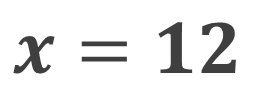 x = 12